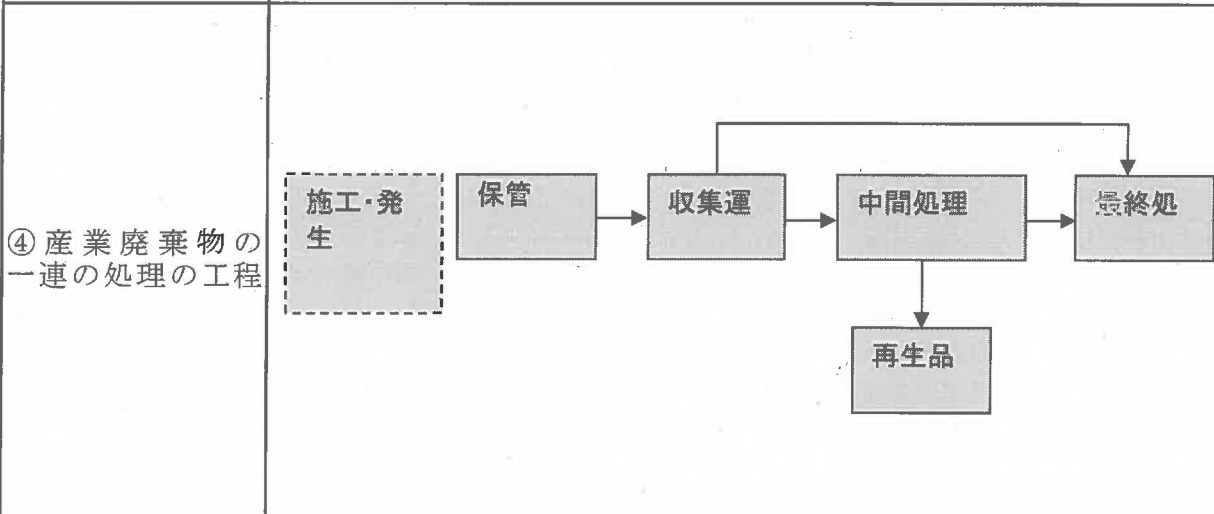 ④産業廃棄物の
一連の処理の工程
施工・発
生
保管
収集運
中間処理
最終処
再生品